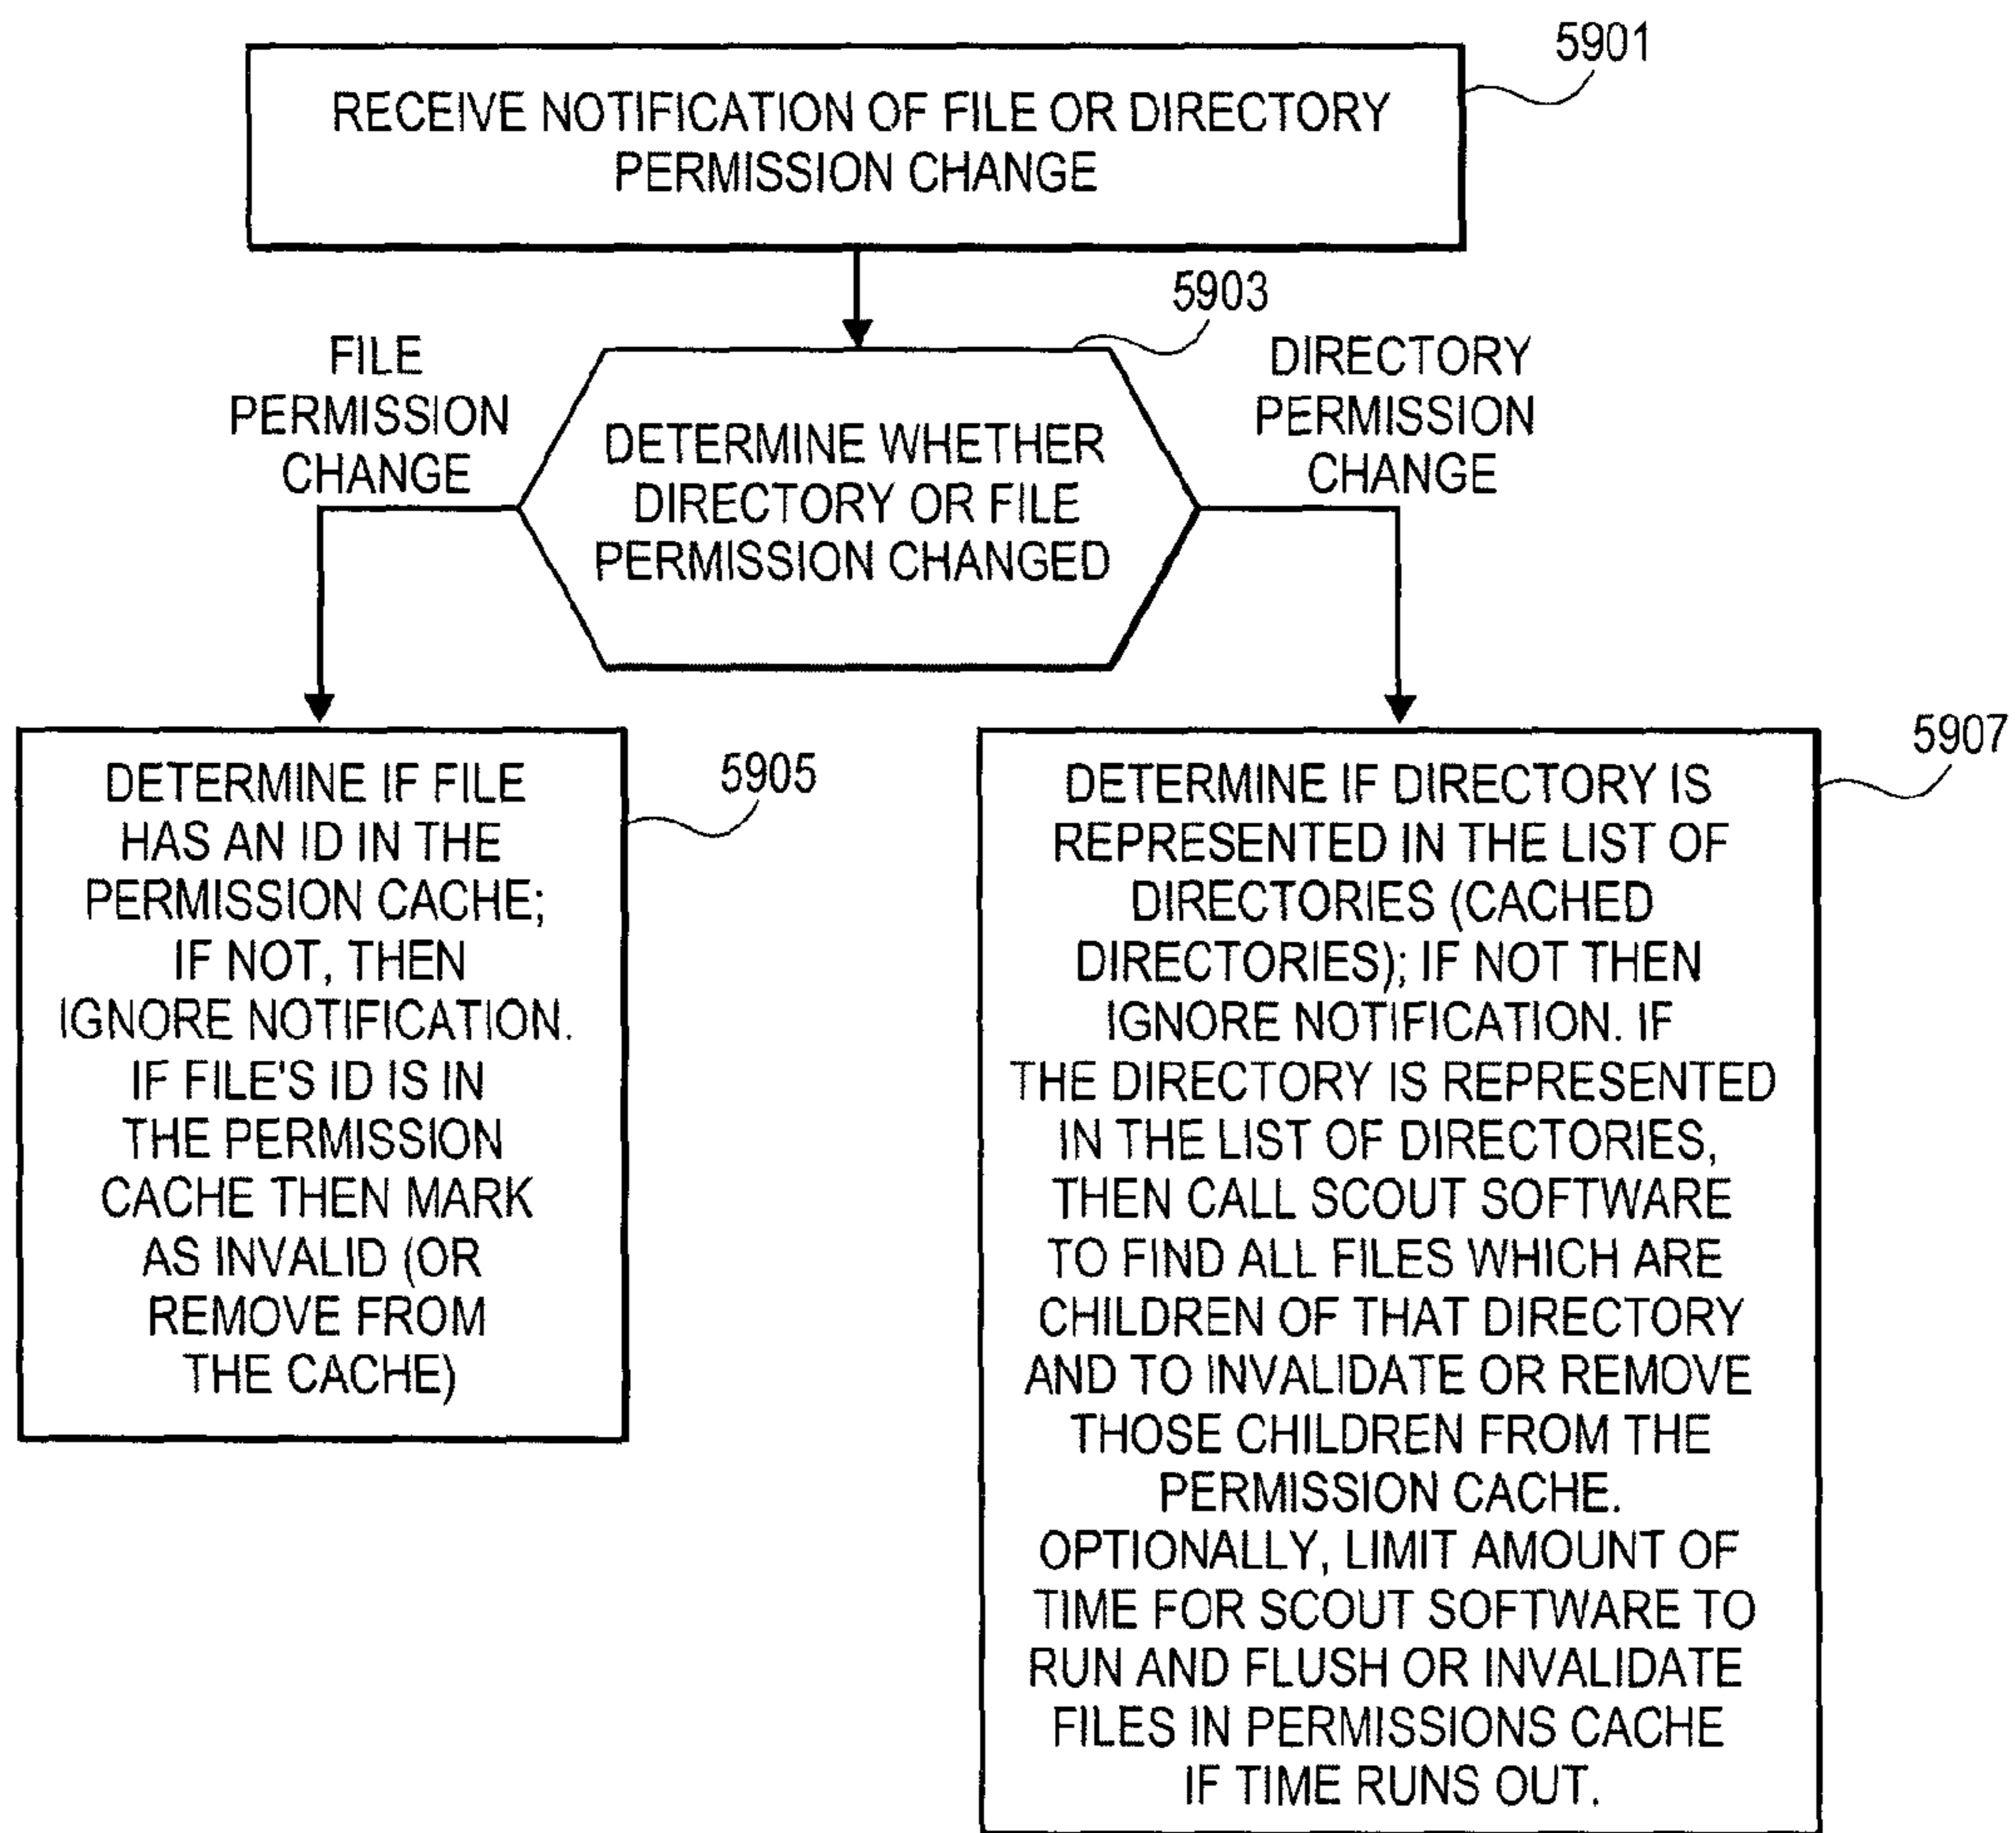 5901
RECEIVE NOTIFICATION OF FILE OR DIRECTORY
PERMISSION CHANGE
5903
FILE
PERMISSION
CHANGE
DIRECTORY
PERMISSION
CHANGE
DETERMINE WHETHER
DIRECTORY OR FILE
PERMISSION CHANGED
5905
DETERMINE IF FILE
HAS AN ID IN THE
PERMISSION CACHE;
IF NOT, THEN
IGNORE NOTIFICATION.
IF FILE'S ID IS IN
THE PERMISSION
CACHE THEN MARK
AS INVALID (OR
REMOVE FROM
THE CACHE)
5907
DETERMINE IF DIRECTORY IS
REPRESENTED IN THE LIST OF
DIRECTORIES (CACHED
DIRECTORIES); IF NOT THEN
IGNORE NOTIFICATION. IF
THE DIRECTORY IS REPRESENTED
IN THE LIST OF DIRECTORIES,
THEN CALL SCOUT SOFTWARE
TO FIND ALL FILES WHICH ARE
CHILDREN OF THAT DIRECTORY
AND TO INVALIDATE OR REMOVE
THOSE CHILDREN FROM THE
PERMISSION CACHE.
OPTIONALLY, LIMIT AMOUNT OF
TIME FOR SCOUT SOFTWARE TO
RUN AND FLUSH OR INVALIDATE
FILES IN PERMISSIONS CACHE
IF TIME RUNS OUT.